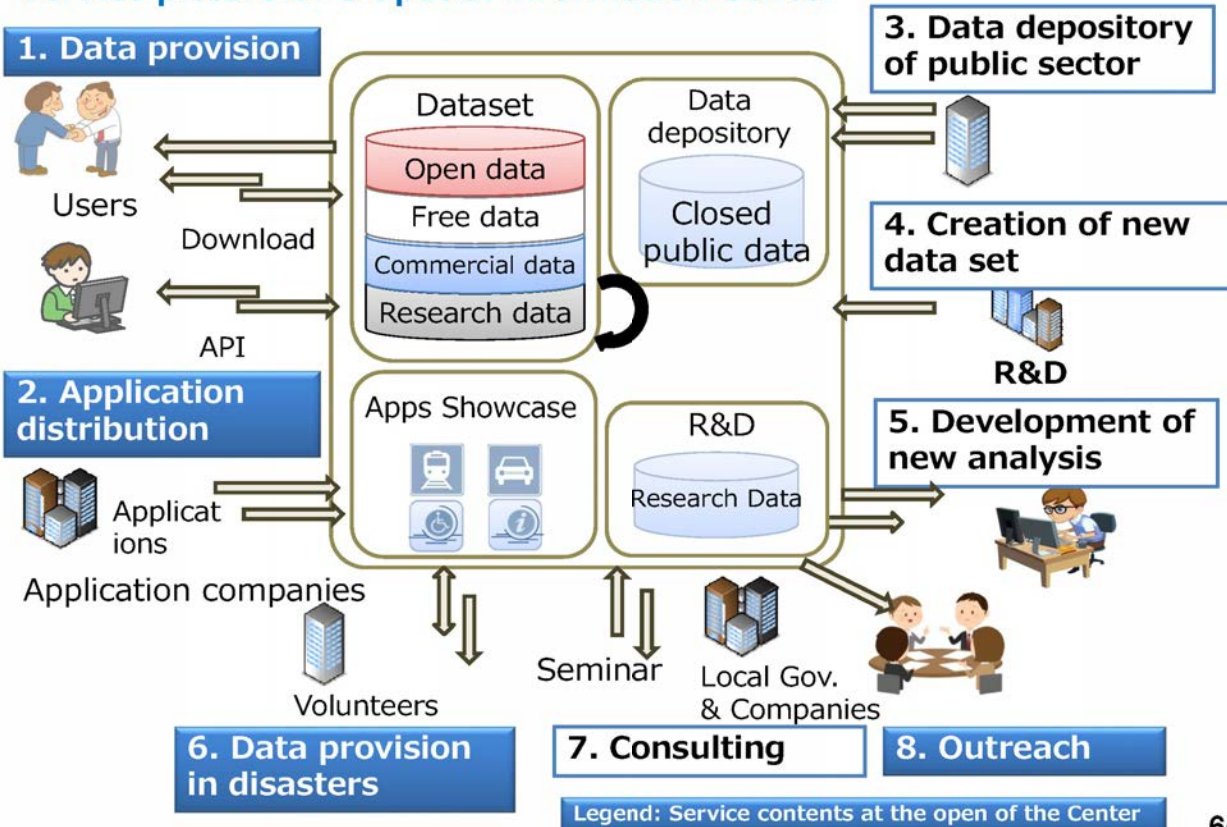 1. Data provision
Users
Download
API
2. Application
distribution
Applicat
ions
Application companies
Dataset
Open data
Free data
Commercial data
Research data
Data
depository
Closed
public data
Apps Showcase
R&D
Research Data
3. Data depository
of public sector
4. Creation of new
data set
R&D
5. Development of
new analysis
Volunteers
Seminar
Local Gov.
& Companies
6. Data provision
in disasters
7. Consulting
8. Outreach
Legend: Service contents at the open of the Center